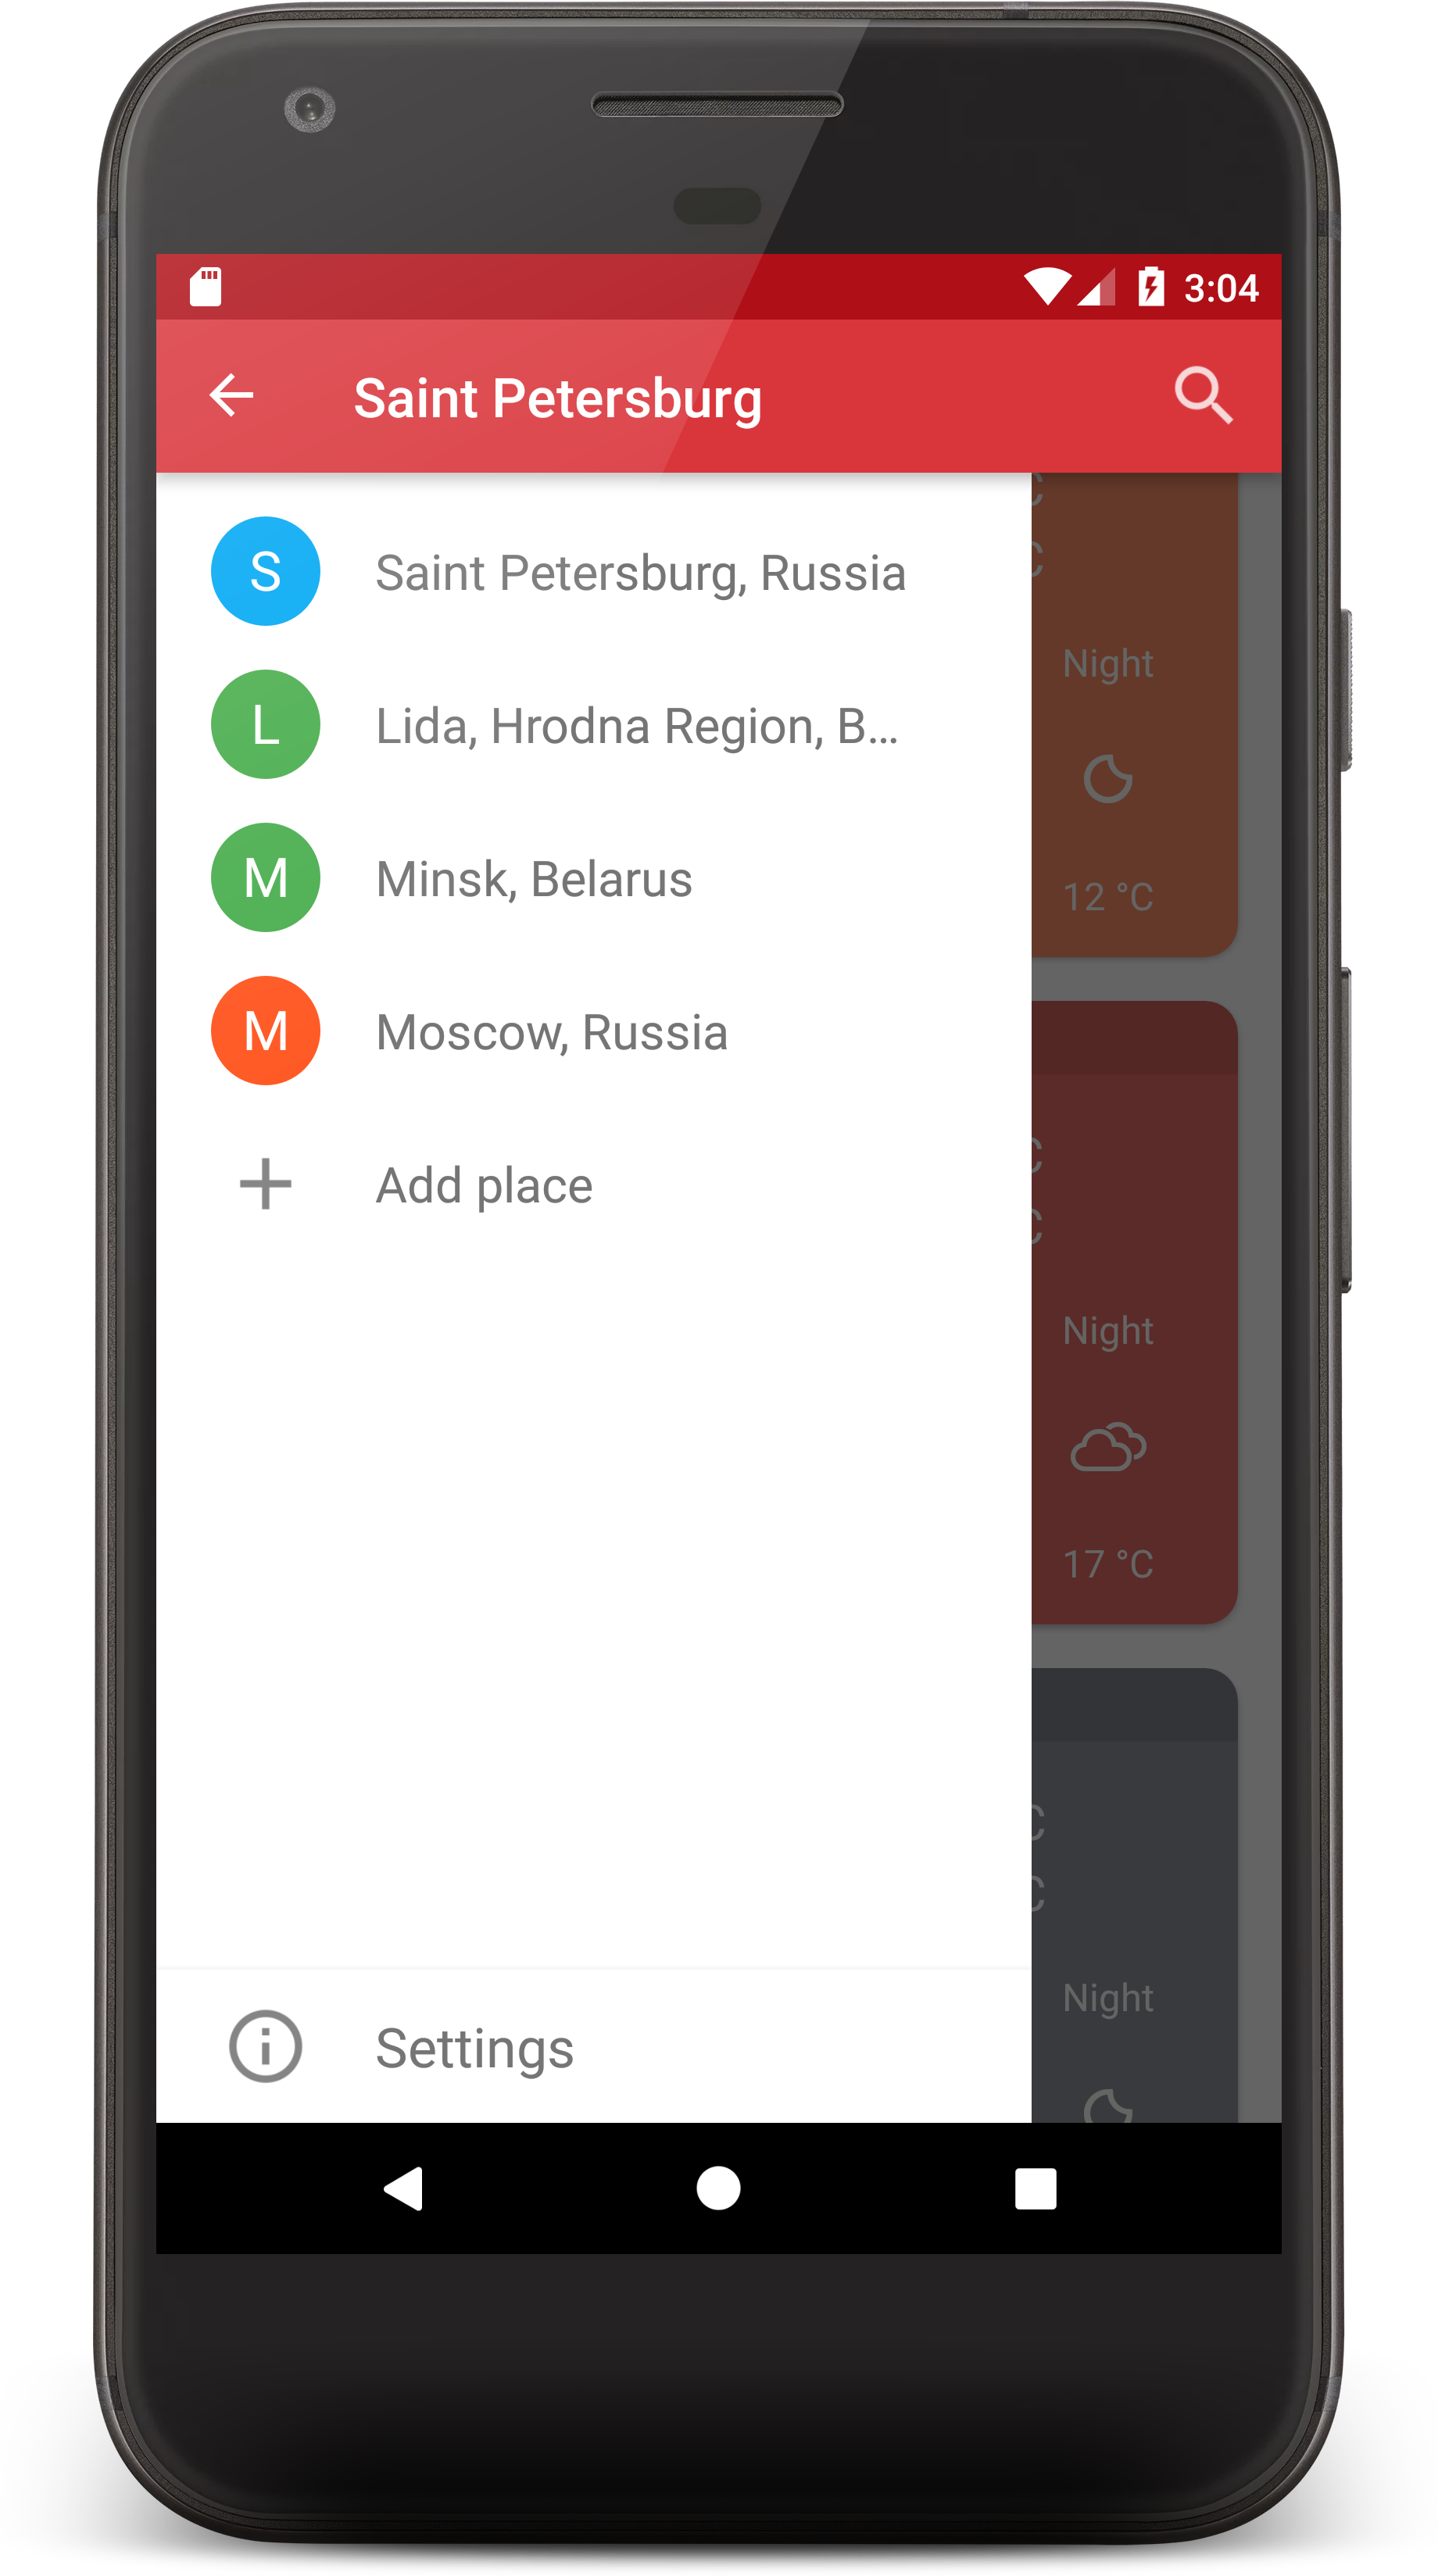 3:04
Saint Petersburg
S Saint Petersburg, Russia
L Lida, Hrodna Region, B...
M Minsk, Belarus
M Moscow, Russia
Add place
Settings
C
C
Night
12 °C
C
C
Night
17 °C
C
C
Night